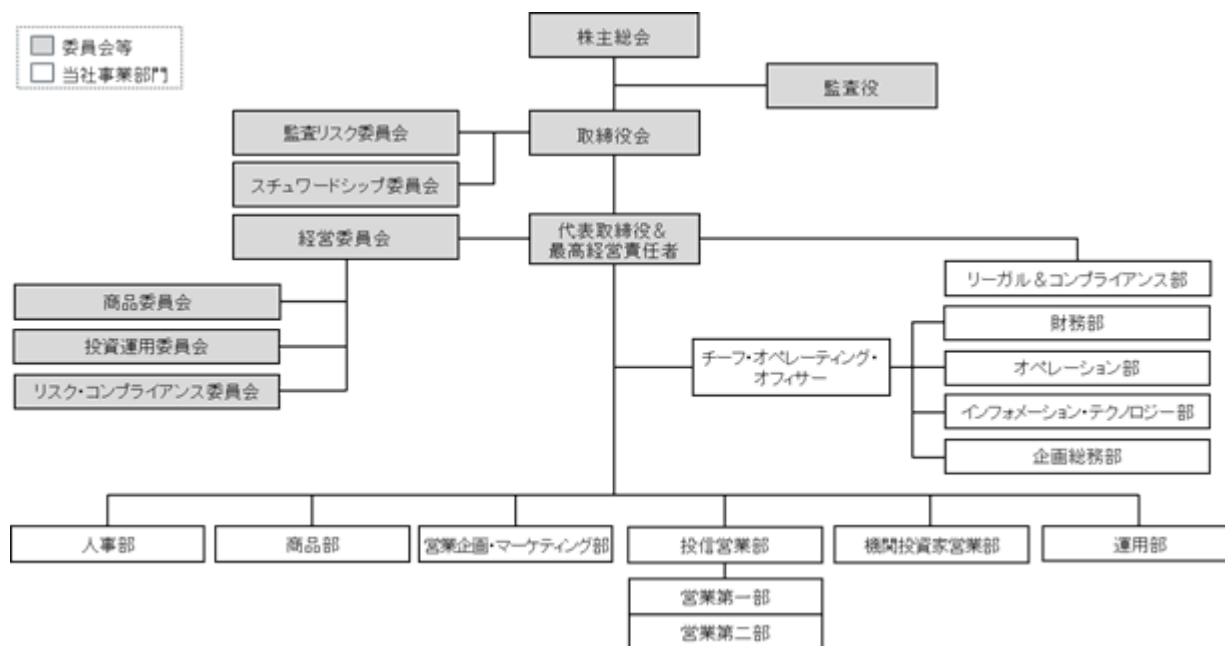 委員会等
当社事業部門
株主総会
監査役
監査リスク委員会
取締役会
スチュワードシップ委員会
経営委員会
代表取締役&
最高経営責任者
リーガル&コンプライアンス部
商品委員会
財務部
投資運用委員会
チーフ・オペレーティング・
オフィサー
オペレーション部
リスク・コンプライアンス委員会
インフォメーション・テクノロジー部
企画総務部
人事部
商品部
営業企画・マーケティング部
投信営業部
機関投資家営業部
運用部
営業第一部
営業第二部